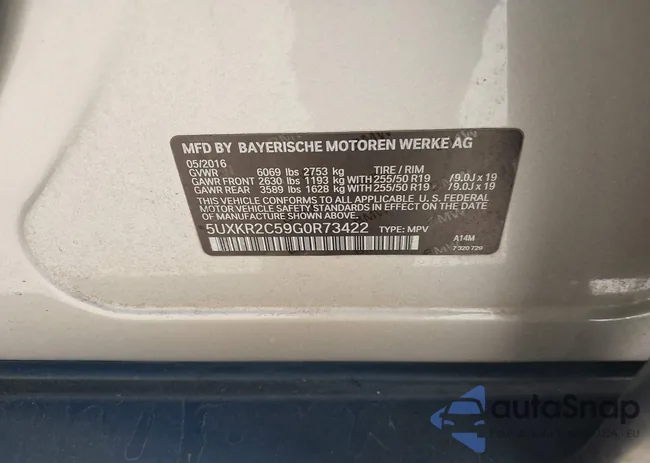 MFD BY BAYERISCHE MOTOREN WERKE AG
05/2016
GVWR 6069 lbs 2753 kg TIRE / RIM
GAWR FRONT 2630 lbs 1193 kg WITH 255/50 R19 /9.0J x 19
GAWR REAR 3589 lbs 1628 kg WITH 255/50 R19 /9.0J x 19
THIS VEHICLE CONFORMS TO ALL APPLICABLE U. S. FEDERAL
MOTOR VEHICLE SAFETY STANDARDS IN EFFECT ON THE DATE
OF MANUFACTURE SHOWN ABOVE.
5UXKR2C59G0R73422 TYPE: MPV A14M
7 320 729
autoSnap